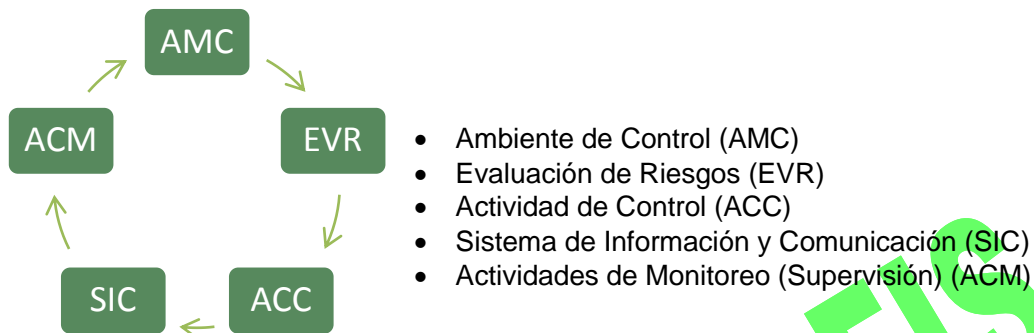 AMC
ACM
EVR
SIC
ACC
• Ambiente de Control (AMC)
• Evaluación de Riesgos (EVR)
• Actividad de Control (ACC)
• Sistema de Información y Comunicación (SIC)
• Actividades de Monitoreo (Supervisión) (ACM)